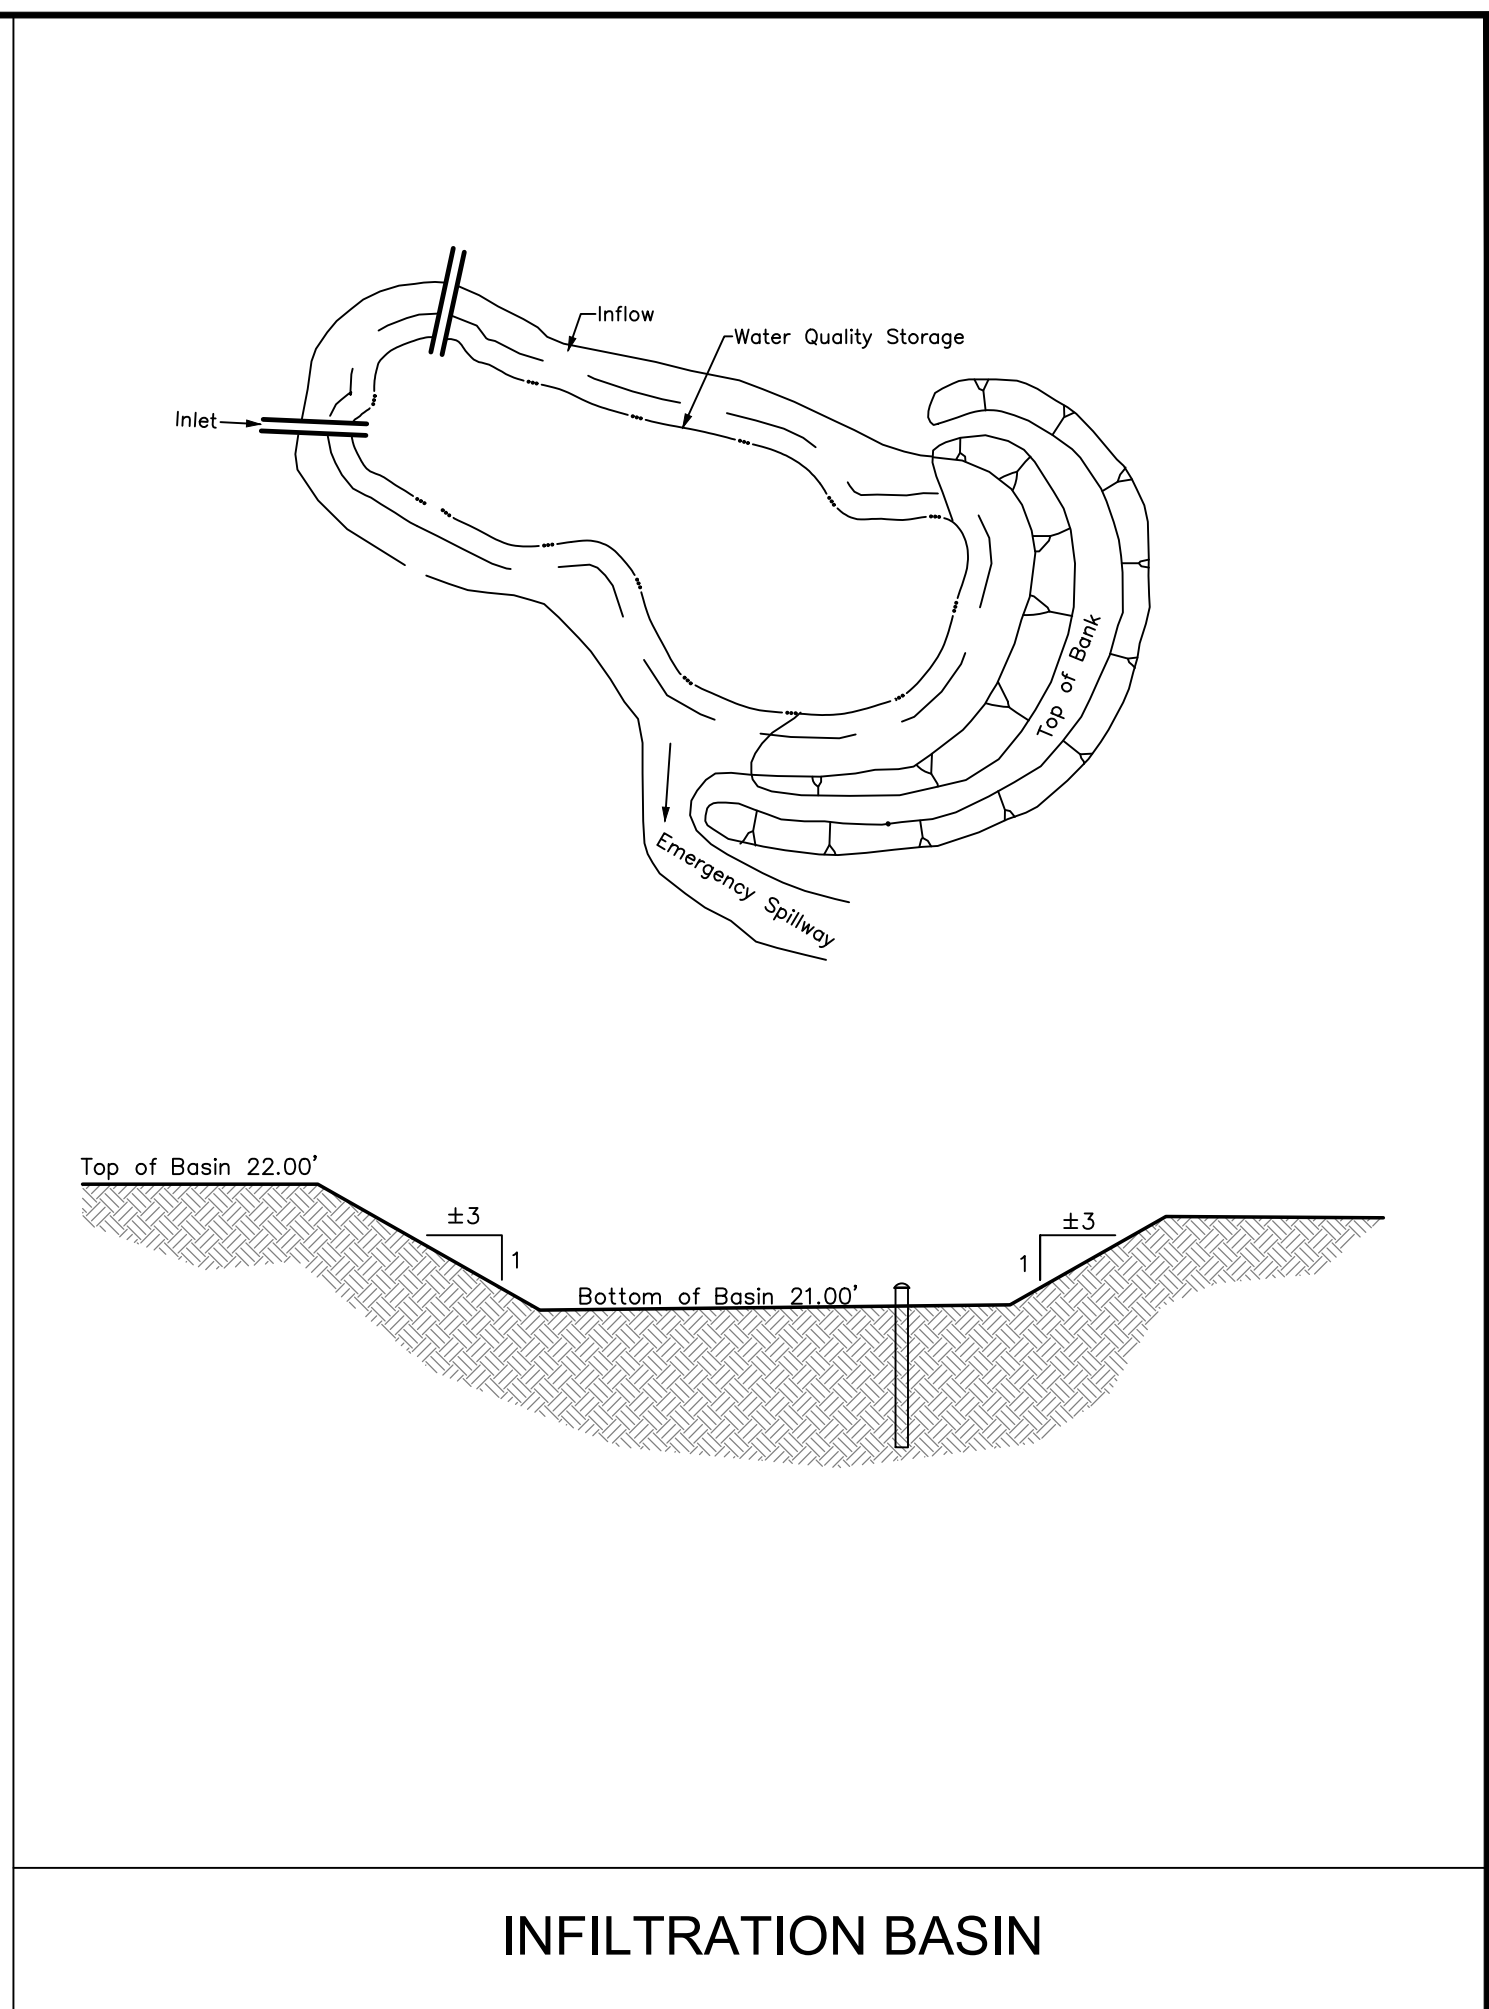 Inflow
Water Quality Storage
Inlet
Top of Bank
Emergency Spillway
Top of Basin 22.00'
±3
1
±3
1
Bottom of Basin 21.00'
INFILTRATION BASIN